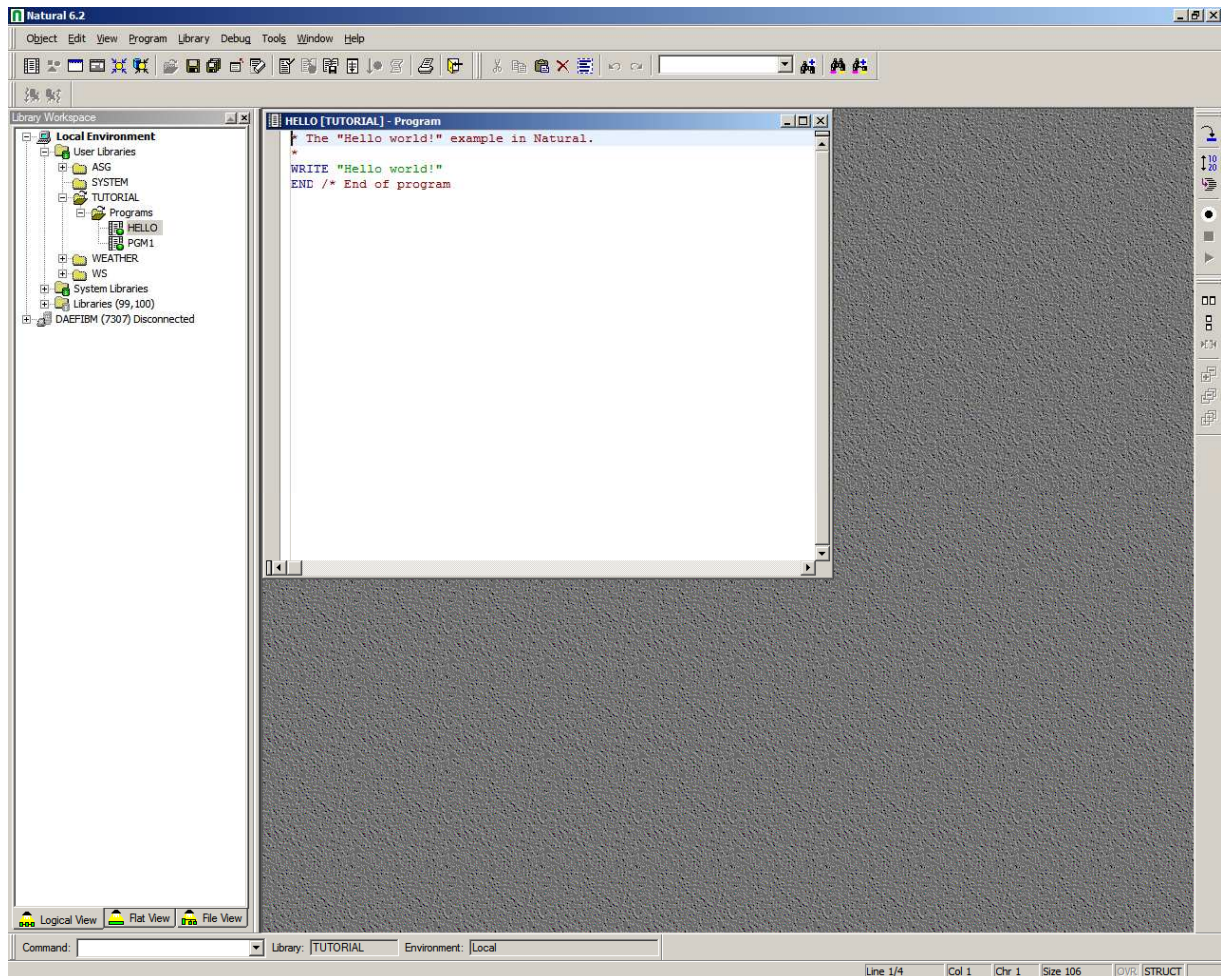 Natural 6.2
Object Edit View Program Library Debug Tools Window Help
Library Workspace
Local Environment
User Libraries
ASG
SYSTEM
TUTORIAL
Programs
HELLO
PGM1
WEATHER
WS
System Libraries
Libraries (99,100)
DAEFIBM (7307) Disconnected
Logical View Flat View File View
HELLO [TUTORIAL] - Program
* The "Hello world!" example in Natural.
*
WRITE "Hello world!"
END /* End of program
10
20
Command: Library: TUTORIAL Environment: Local
Line 1/4 Col 1 Chr 1 Size 106 OVR STRUCT